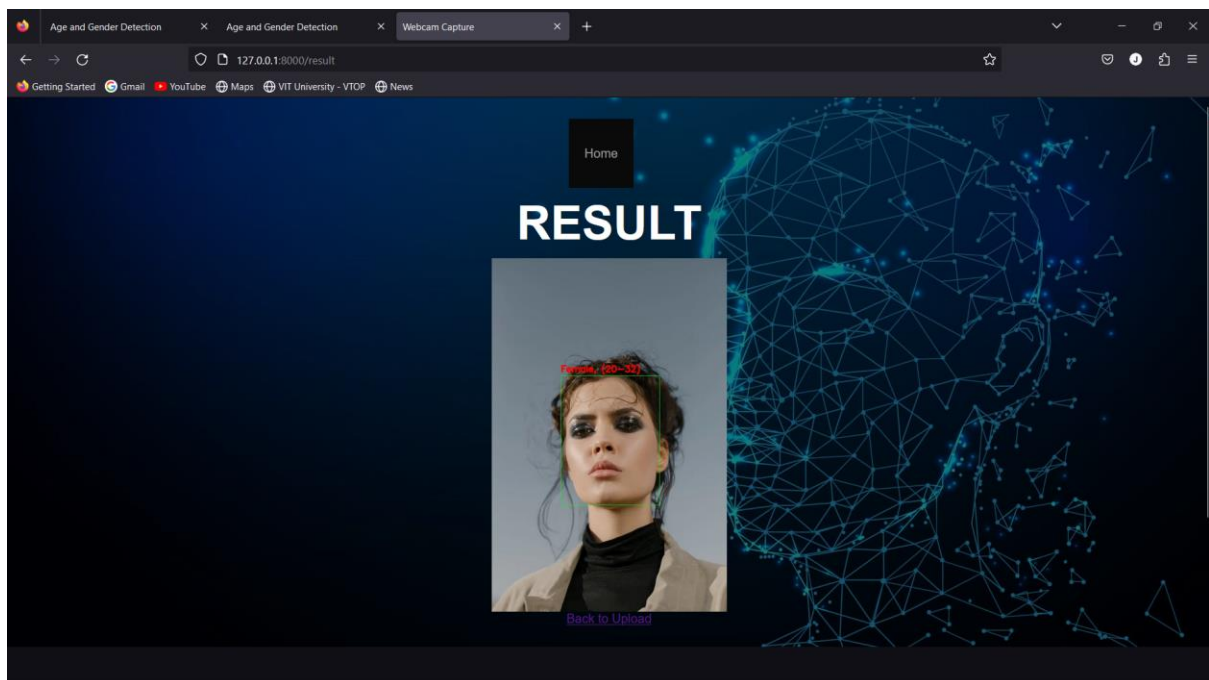 Age and Gender Detection Age and Gender Detection Webcam Capture
127.0.0.1:8000/result
Getting Started Gmail YouTube Maps VIT University - VTOP News
Home
RESULT
Female, (20-32)
Back to Upload